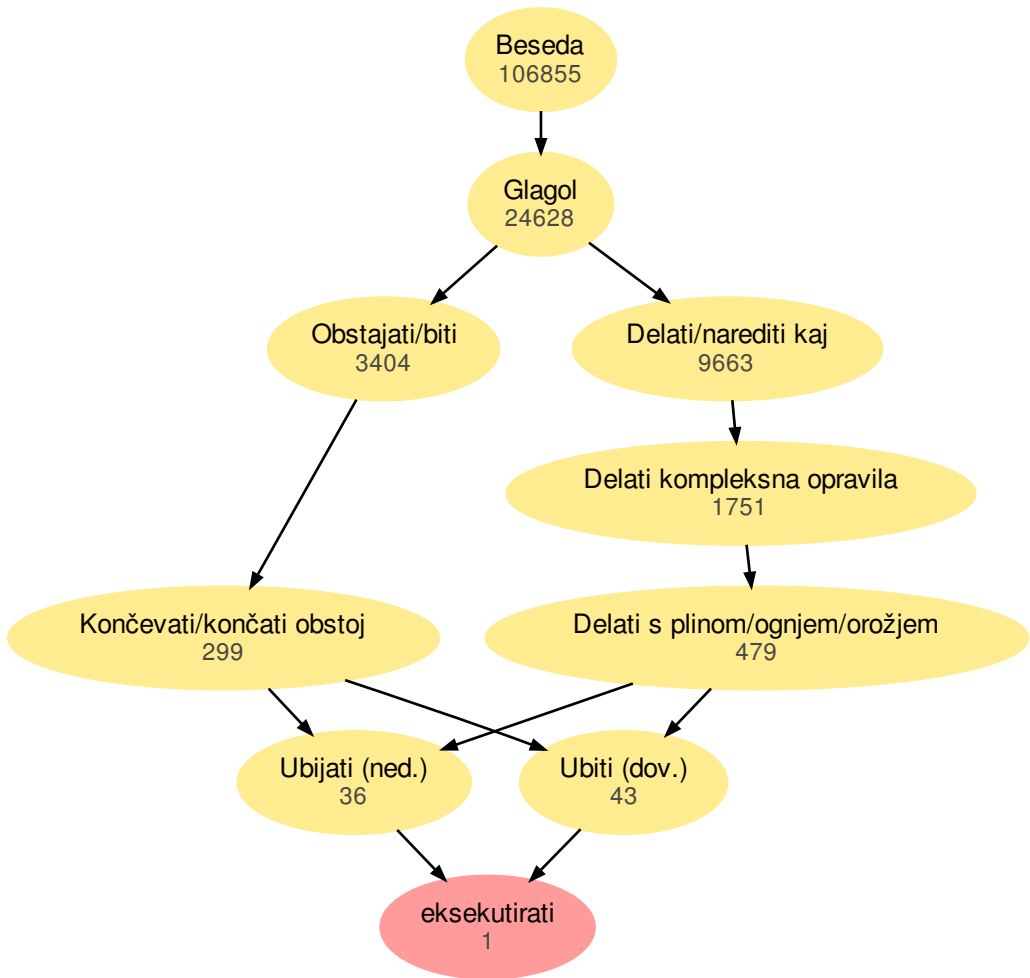 Beseda
106855
Glagol
24628
Obstajati/biti
3404
Delati/narediti kaj
9663
Delati kompleksna opravila
1751
Končevati/končati obstoj
299
Delati s plinom/ognjem/orožjem
479
Ubijati (ned.)
36
Ubiti (dov.)
43
eksekutirati
1